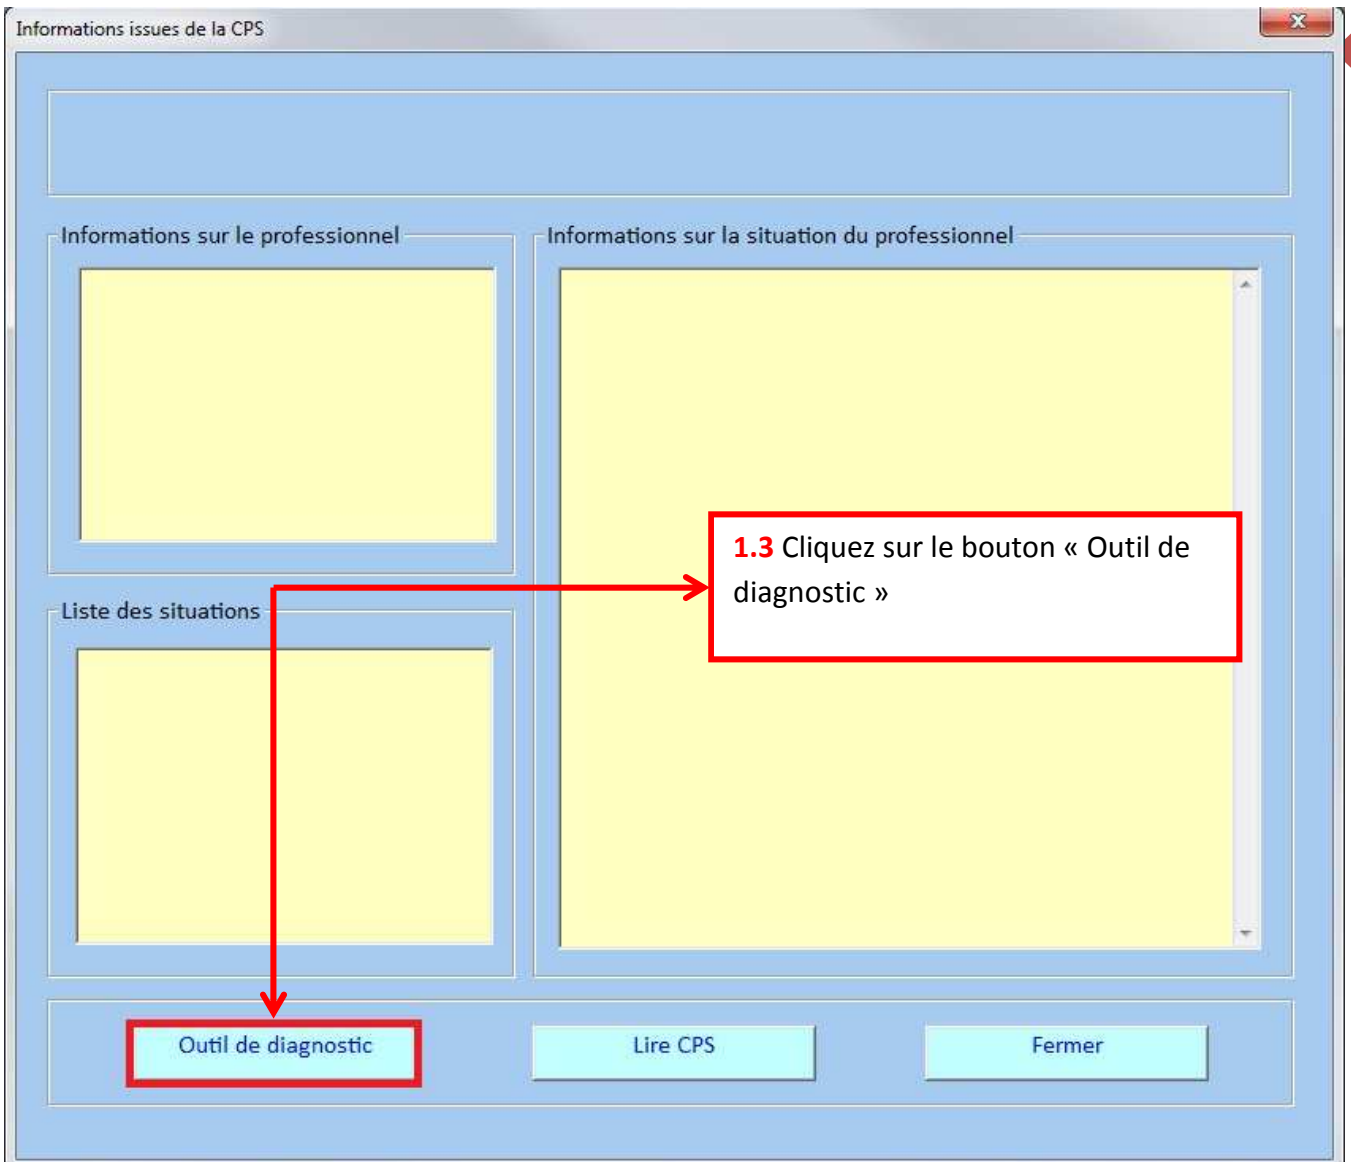 Informations issues de la CPS
Informations sur le professionnel
Informations sur la situation du professionnel
1.3 Cliquez sur le bouton « Outil de
diagnostic »
Liste des situations
Outil de diagnostic
Lire CPS
Fermer